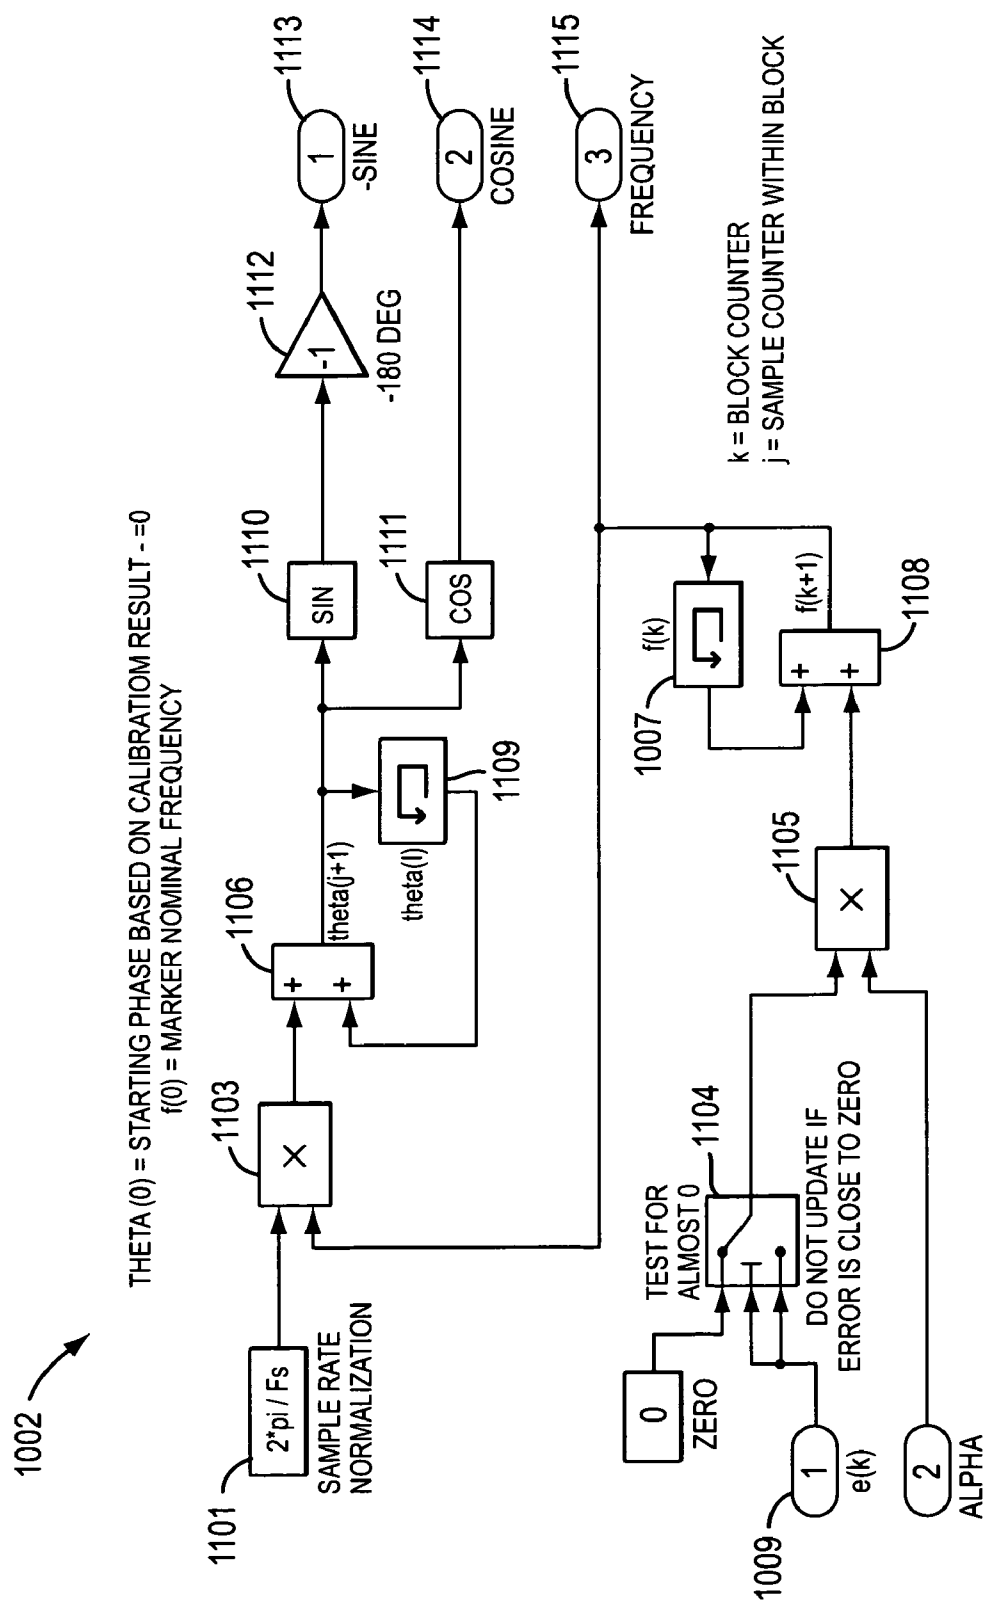 1002
THETA (0) = STARTING PHASE BASED ON CALIBRATIOM RESULT - =0
f(0) = MARKER NOMINAL FREQUENCY
1101
2*pi / Fs
SAMPLE RATE
NORMALIZATION
1103
X
1106
+
+
theta(j+1)
theta(l)
1109
1110
SIN
1111
COS
1112
-1
-180 DEG
1113
1
-SINE
1114
2
COSINE
1115
3
FREQUENCY
k = BLOCK COUNTER
j = SAMPLE COUNTER WITHIN BLOCK
0
ZERO
TEST FOR
ALMOST 0
1104
DO NOT UPDATE IF
ERROR IS CLOSE TO ZERO
1009
1
e(k)
2
ALPHA
1105
X
1007
f(k)
f(k+1)
+
+
1108